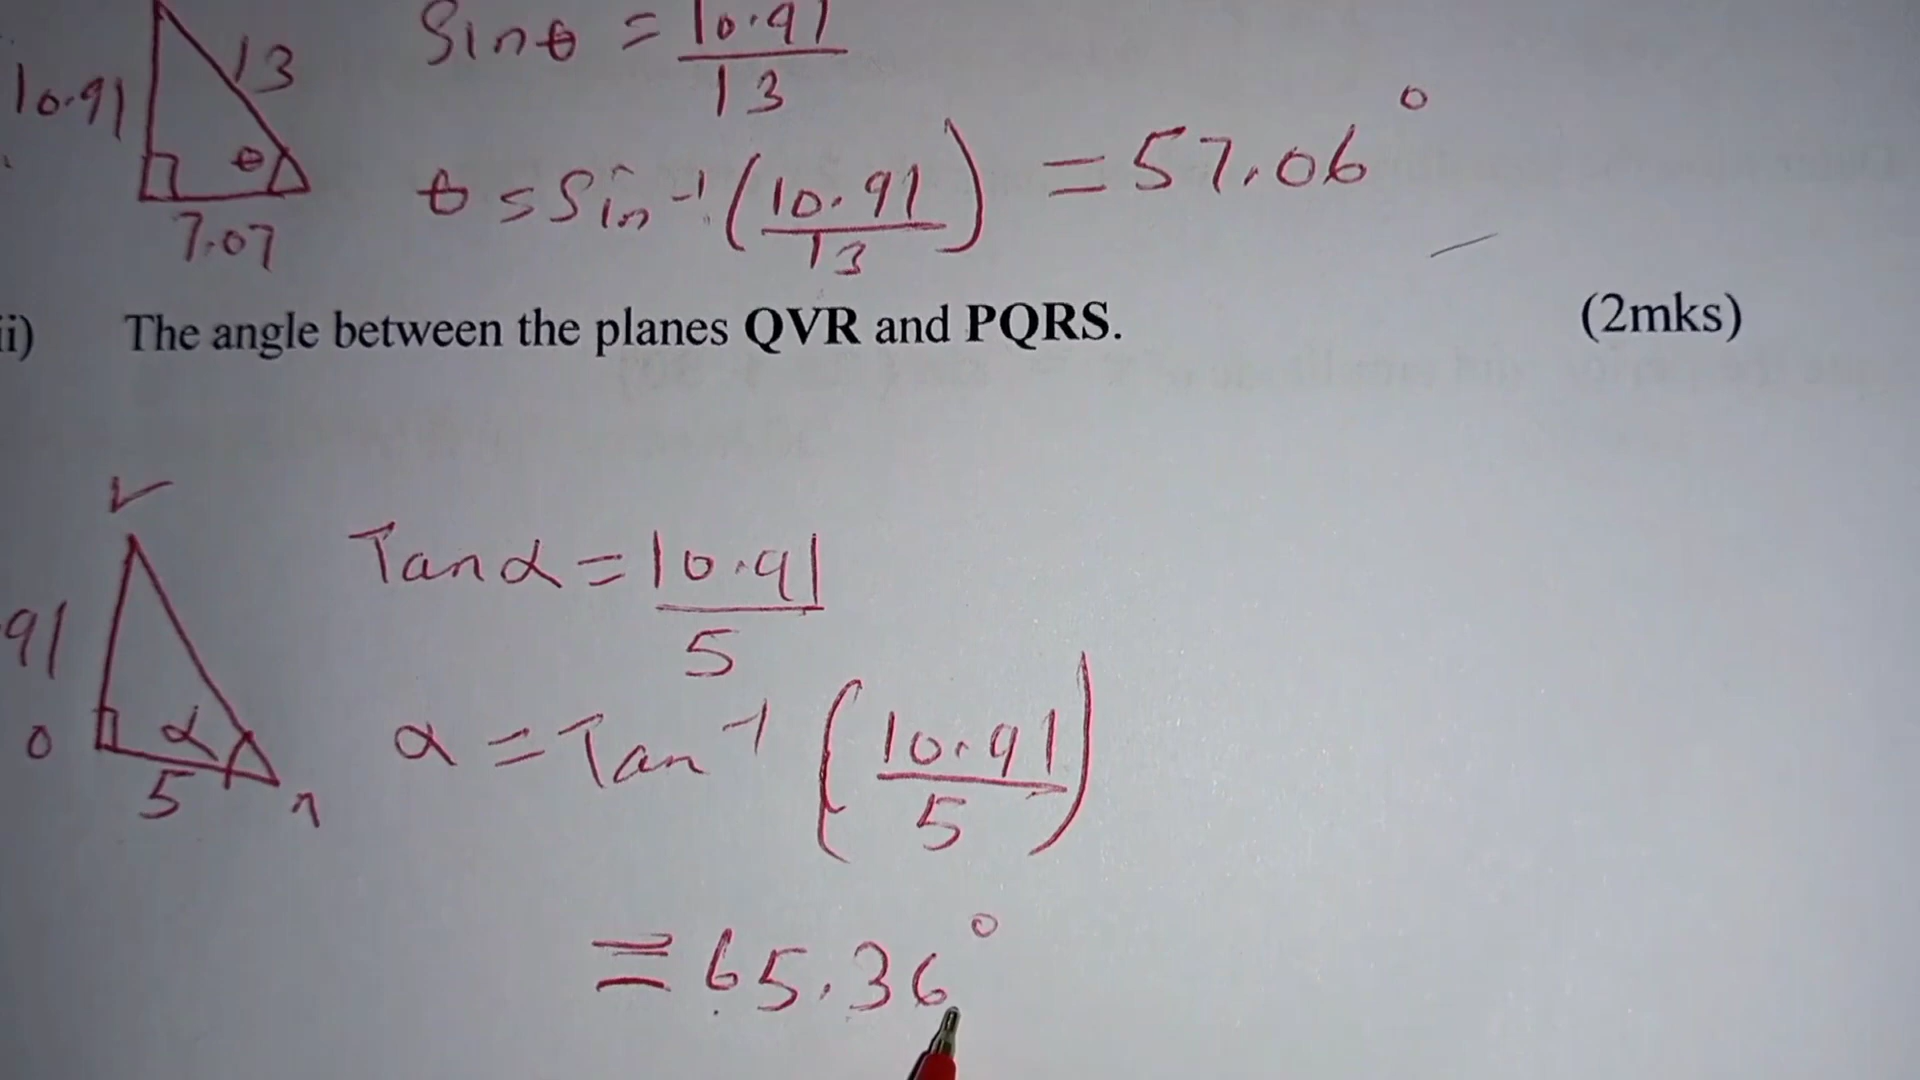 Sinθ = 10.91/13
13
10.91
θ
7.07
θ = Sin⁻¹(10.91/13) = 57.06°
ii) The angle between the planes QVR and PQRS. (2mks)
V
Tan α = 10.91/5
91
α
0
5
α = Tan⁻¹(10.91/5)
= 65.36°